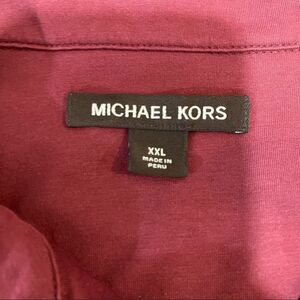 MICHAEL KORS
XXL
MADE IN
PERU